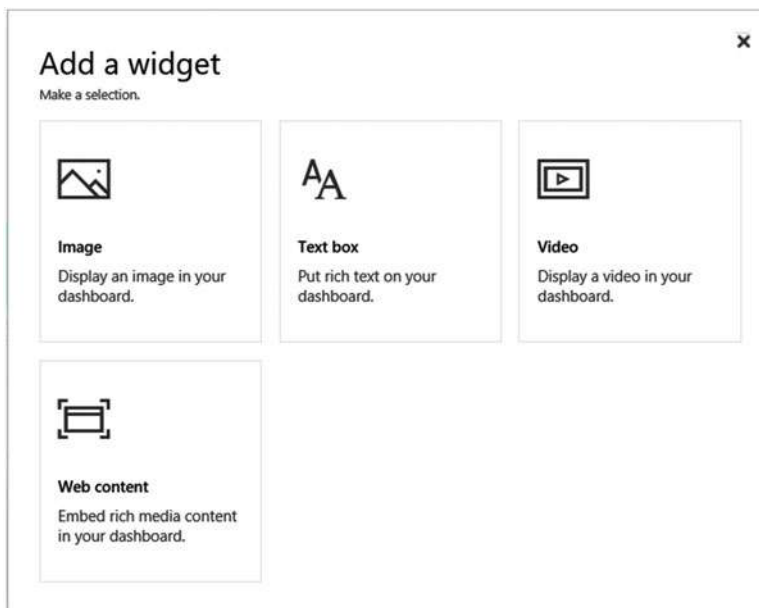 Add a widget
Make a selection.
Image
Display an image in your
dashboard.
Text box
Put rich text on your
dashboard.
Video
Display a video in your
dashboard.
Web content
Embed rich media content
in your dashboard.